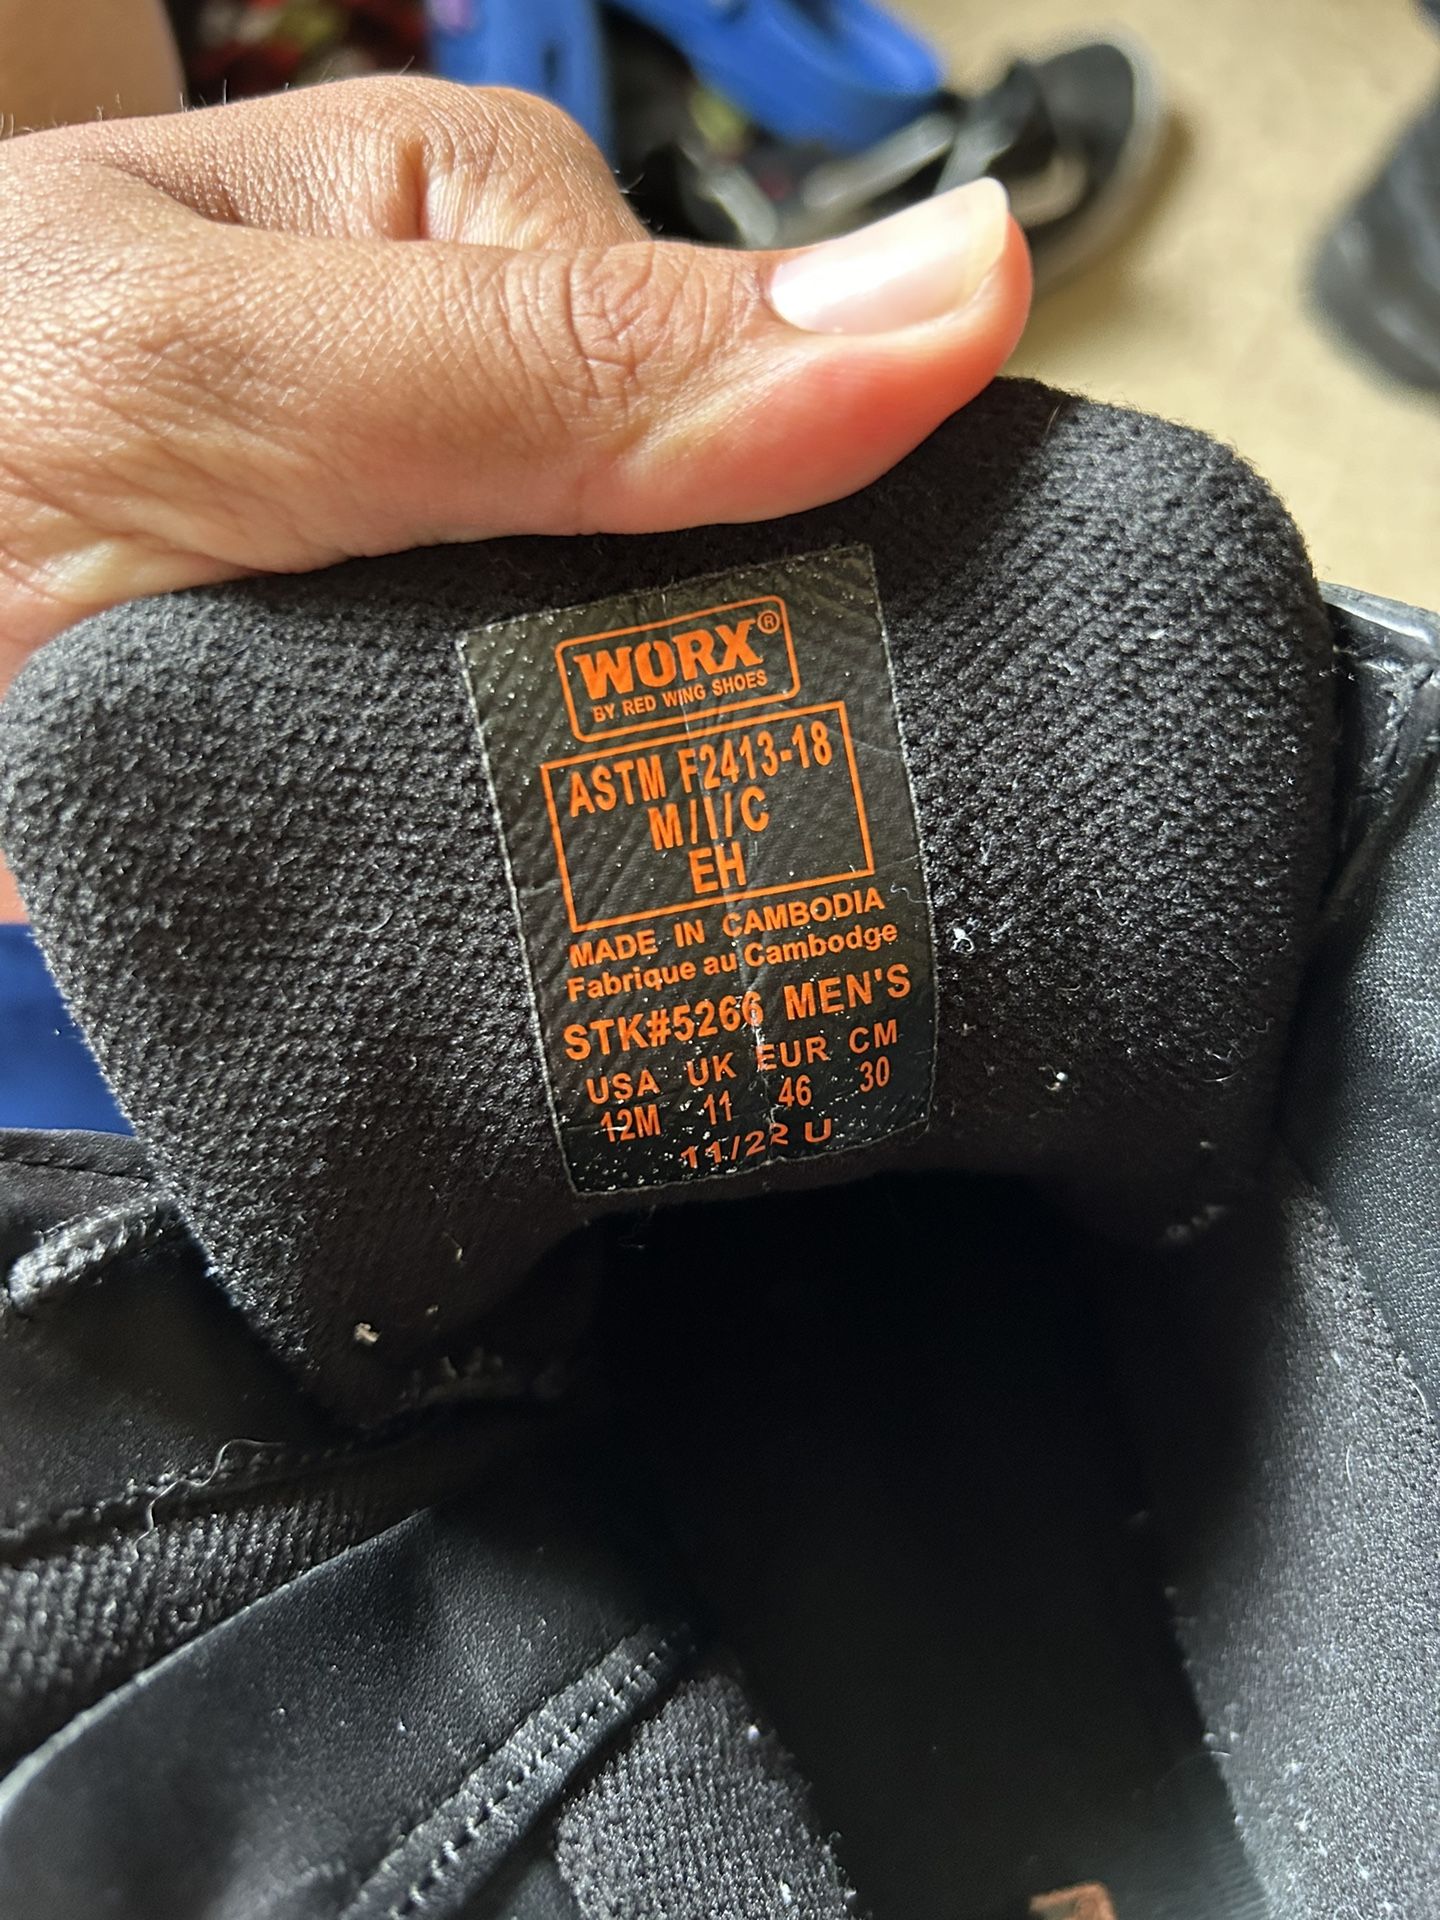 WORX®
BY RED WING SHOES
ASTM F2413-18
M/I/C
EH
MADE IN CAMBODIA
Fabrique au Cambodge
STK#5266 MEN'S
USA UK EUR CM
12M 11 46 30
11/22 U